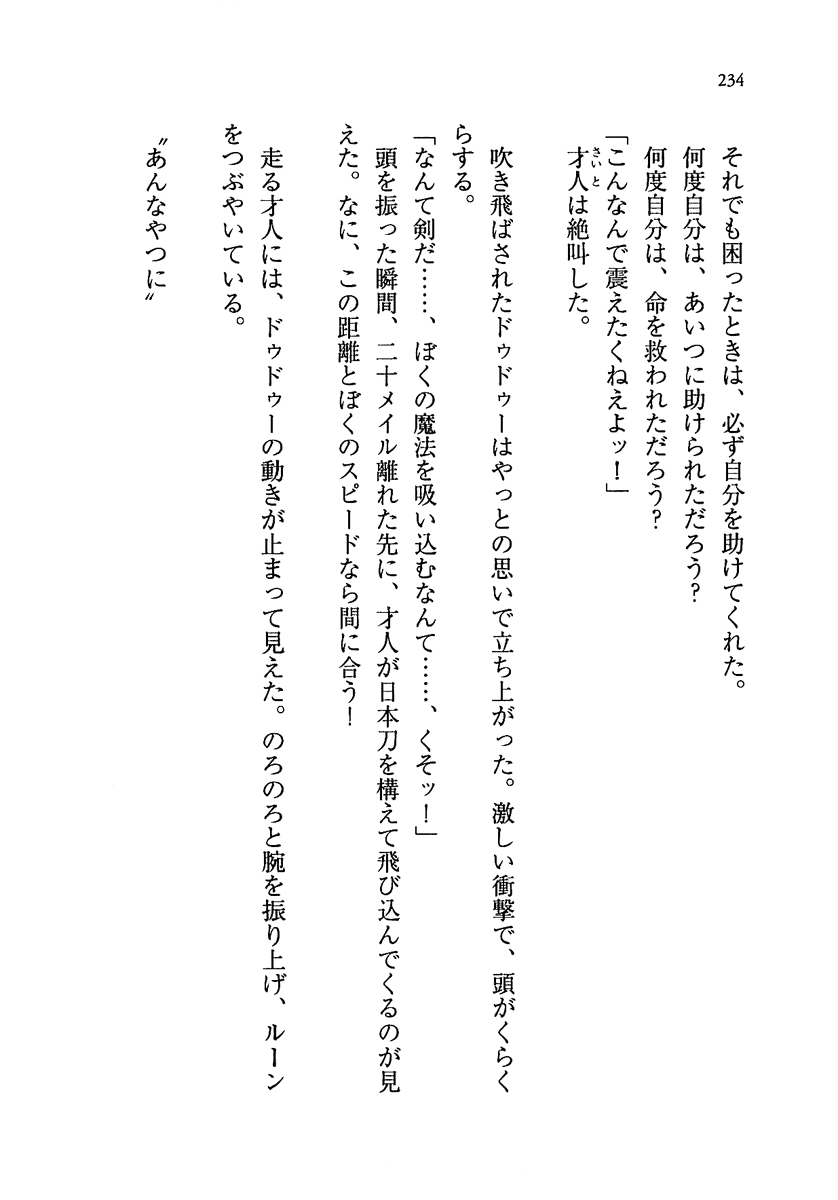 234
それでも困ったときは、必ず自分を助けてくれた。
何度自分は、あいつに助けられただろう?
何度自分は、命を救われただろう?
「こんなんで震えたくねえよッ!」
才人は絶叫した。
さいと
吹き飛ばされたドゥドゥーはやっとの思いで立ち上がった。激しい衝撃で、頭がくらく
らする。
「なんて剣だ……、ぼくの魔法を吸い込むなんて……、くそッ!」
頭を振った瞬間、二十メイル離れた先に、才人が日本刀を構えて飛び込んでくるのが見
えた。なに、この距離とぼくのスピードなら間に合う!
走る才人には、ドゥドゥーの動きが止まって見えた。のろのろと腕を振り上げ、ルーン
をつぶやいている。
〝あんなやつに〟